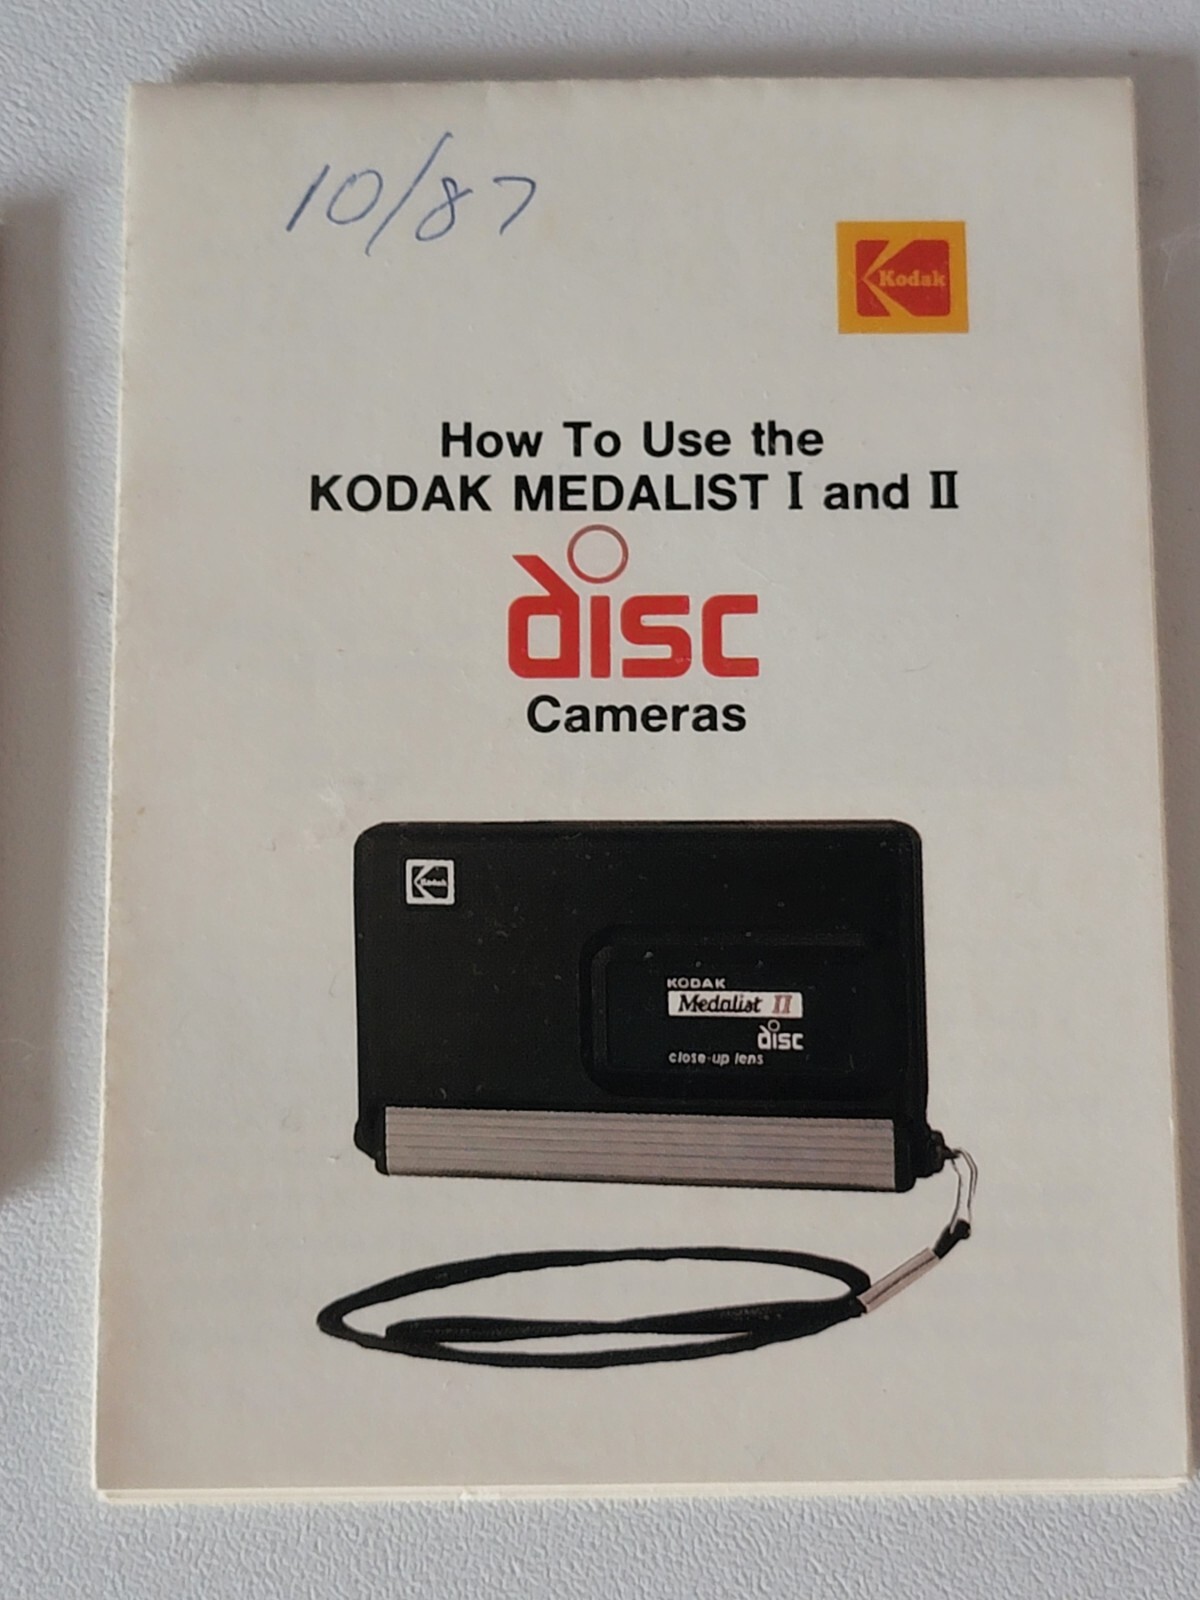 10/87
Kodak
How To Use the
KODAK MEDALIST I and II
disc
Cameras
Kodak
KODAK
Medalist II
disc
close-up lens